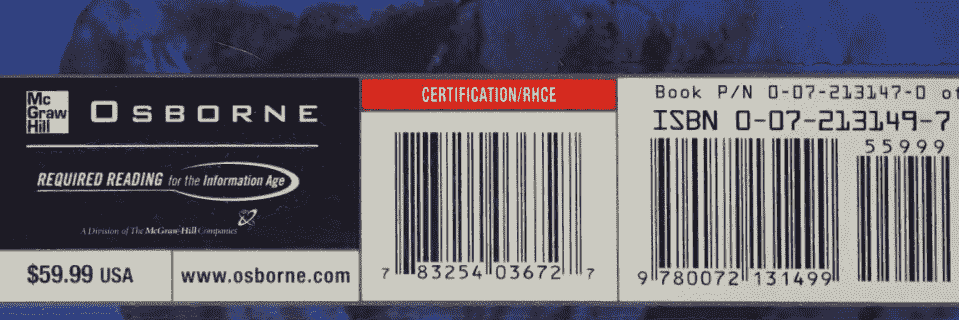 Mc
Graw
Hill
OSBORNE
REQUIRED READING for the Information Age
A Division of The McGraw-Hill Companies
$59.99 USA
www.osborne.com
CERTIFICATION/RHCE
7 83254 03672 7
Book P/N 0-07-213147-0 of
ISBN 0-07-213149-7
55999
9 780072 131499